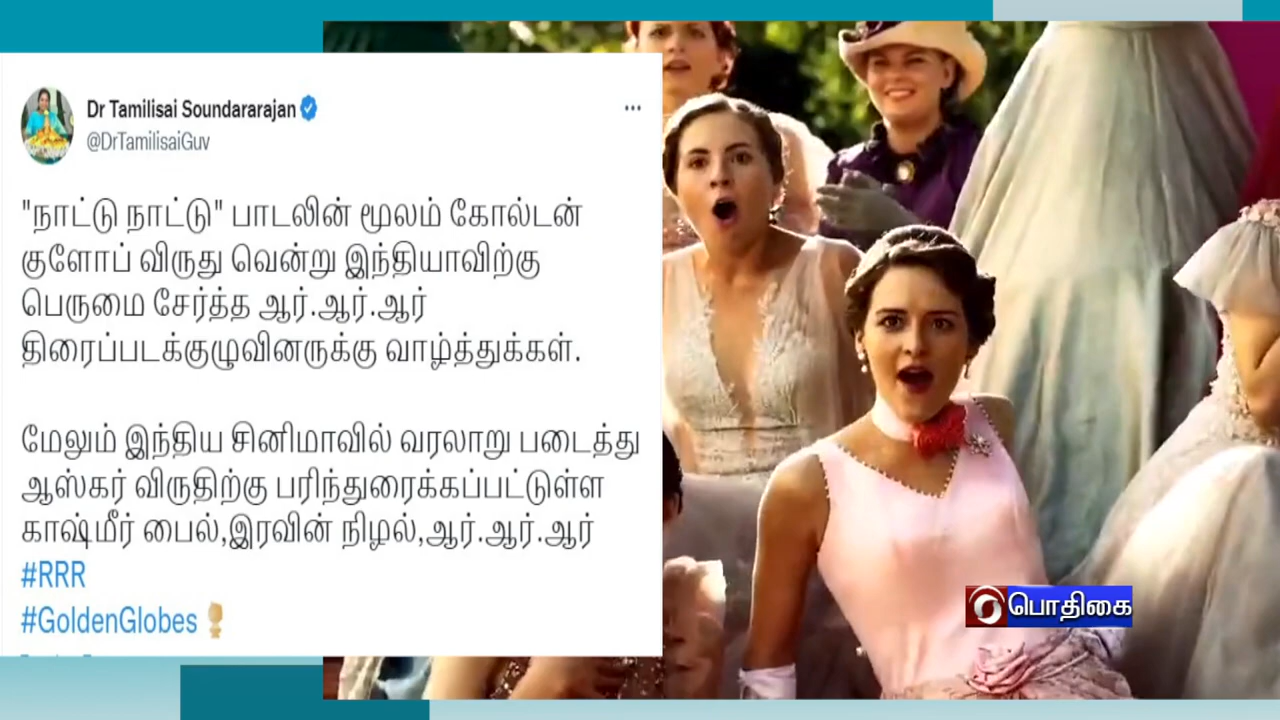 Dr Tamilisai Soundararajan
@DrTamilisaiGuv
"நாட்டு நாட்டு" பாடலின் மூலம் கோல்டன்
குளோப் விருது வென்று இந்தியாவிற்கு
பெருமை சேர்த்த ஆர்.ஆர்.ஆர்
திரைப்படக்குழுவினருக்கு வாழ்த்துக்கள்.
மேலும் இந்திய சினிமாவில் வரலாறு படைத்து
ஆஸ்கர் விருதிற்கு பரிந்துரைக்கப்பட்டுள்ள
காஷ்மீர் பைல்,இரவின் நிழல்,ஆர்.ஆர்.ஆர்
#RRR
#GoldenGlobes
பொதிகை